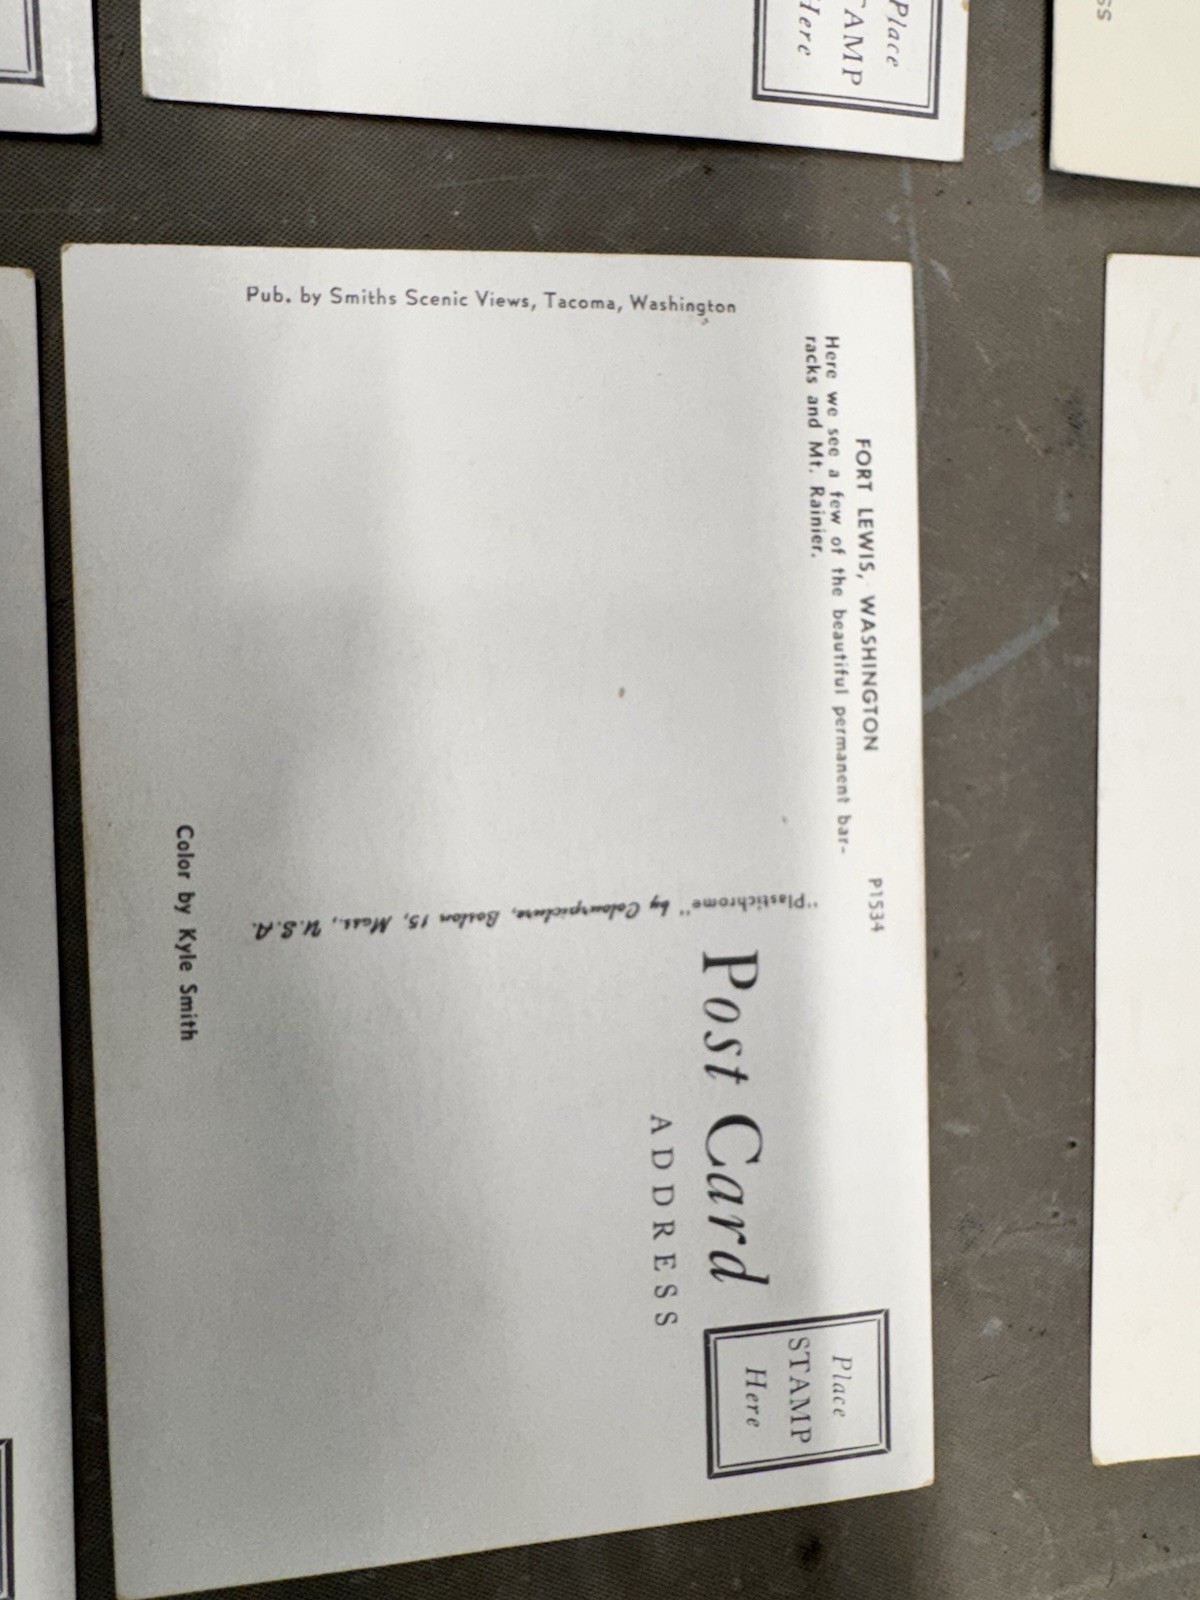 FORT LEWIS, WASHINGTON
Here we see a few of the beautiful permanent bar-
racks and Mt. Rainier.
P1534
Pub. by Smiths Scenic Views, Tacoma, Washington
"Plastichrome" by Colourpicture, Boston 15, Mass., U.S.A.
Color by Kyle Smith
Post Card
ADDRESS
Place
STAMP
Here
Place
STAMP
Here